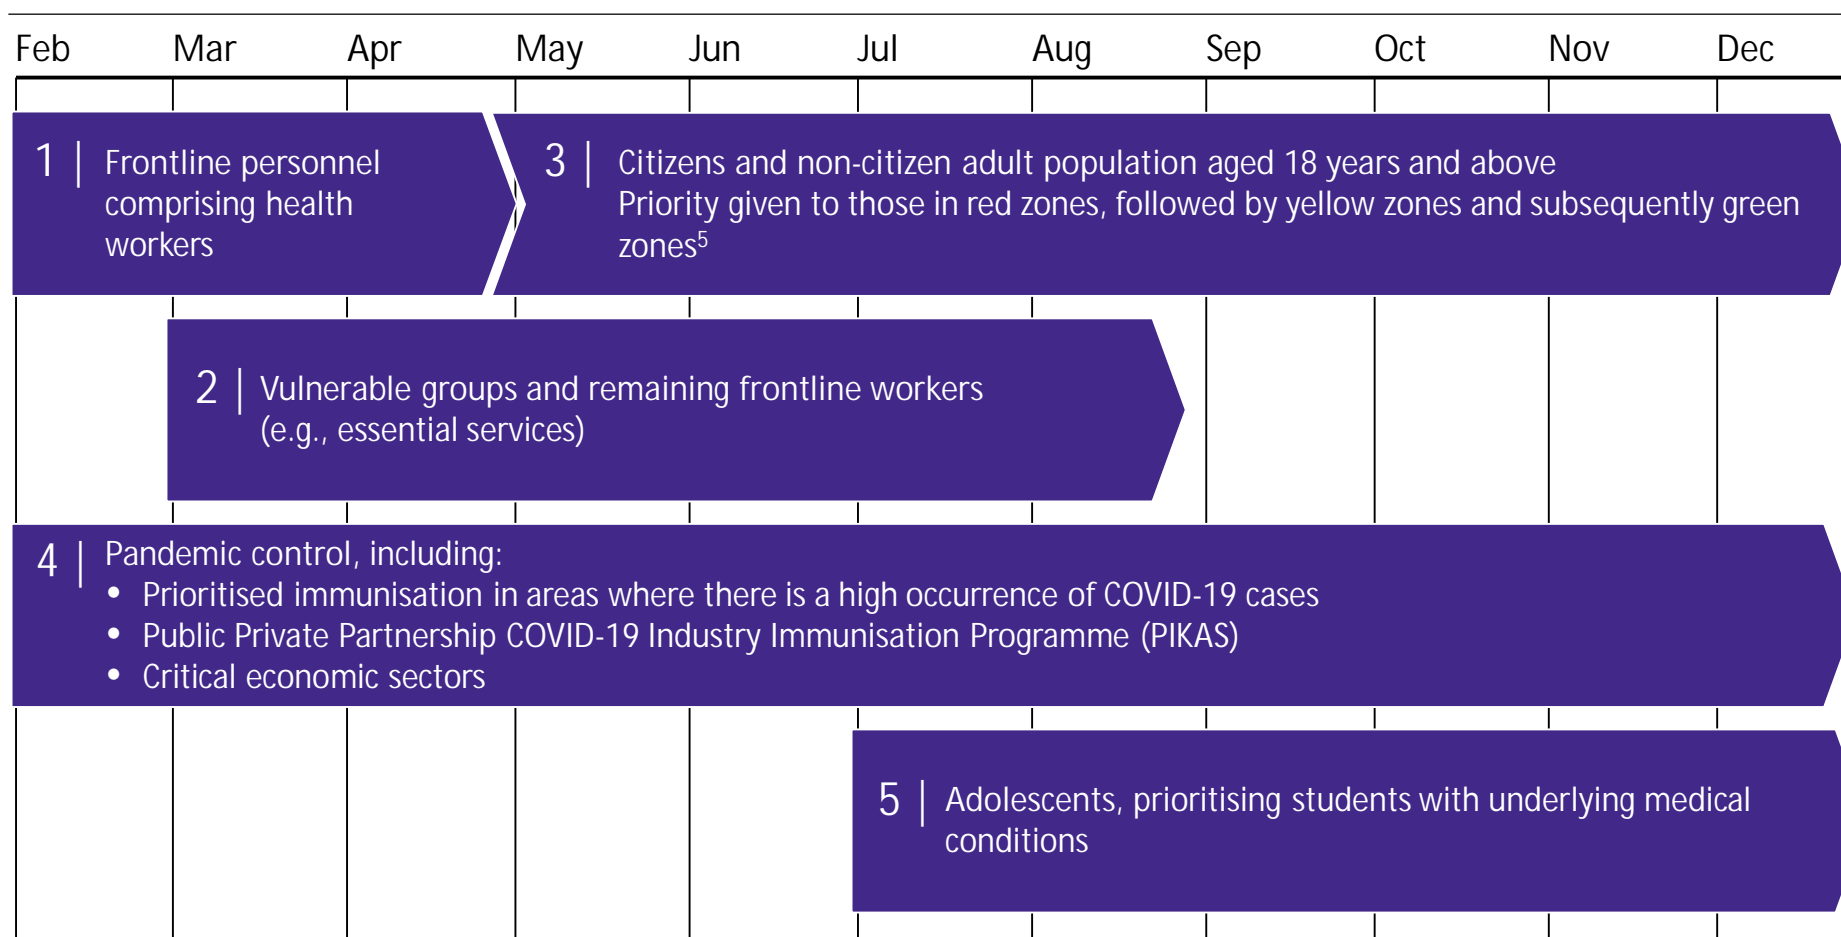 Feb Mar Apr May Jun Jul Aug Sep Oct Nov Dec
1 | Frontline personnel
comprising health
workers
3 | Citizens and non-citizen adult population aged 18 years and above
Priority given to those in red zones, followed by yellow zones and subsequently green
zones⁵
2 | Vulnerable groups and remaining frontline workers
(e.g., essential services)
4 | Pandemic control, including:
• Prioritised immunisation in areas where there is a high occurrence of COVID-19 cases
• Public Private Partnership COVID-19 Industry Immunisation Programme (PIKAS)
• Critical economic sectors
5 | Adolescents, prioritising students with underlying medical
conditions